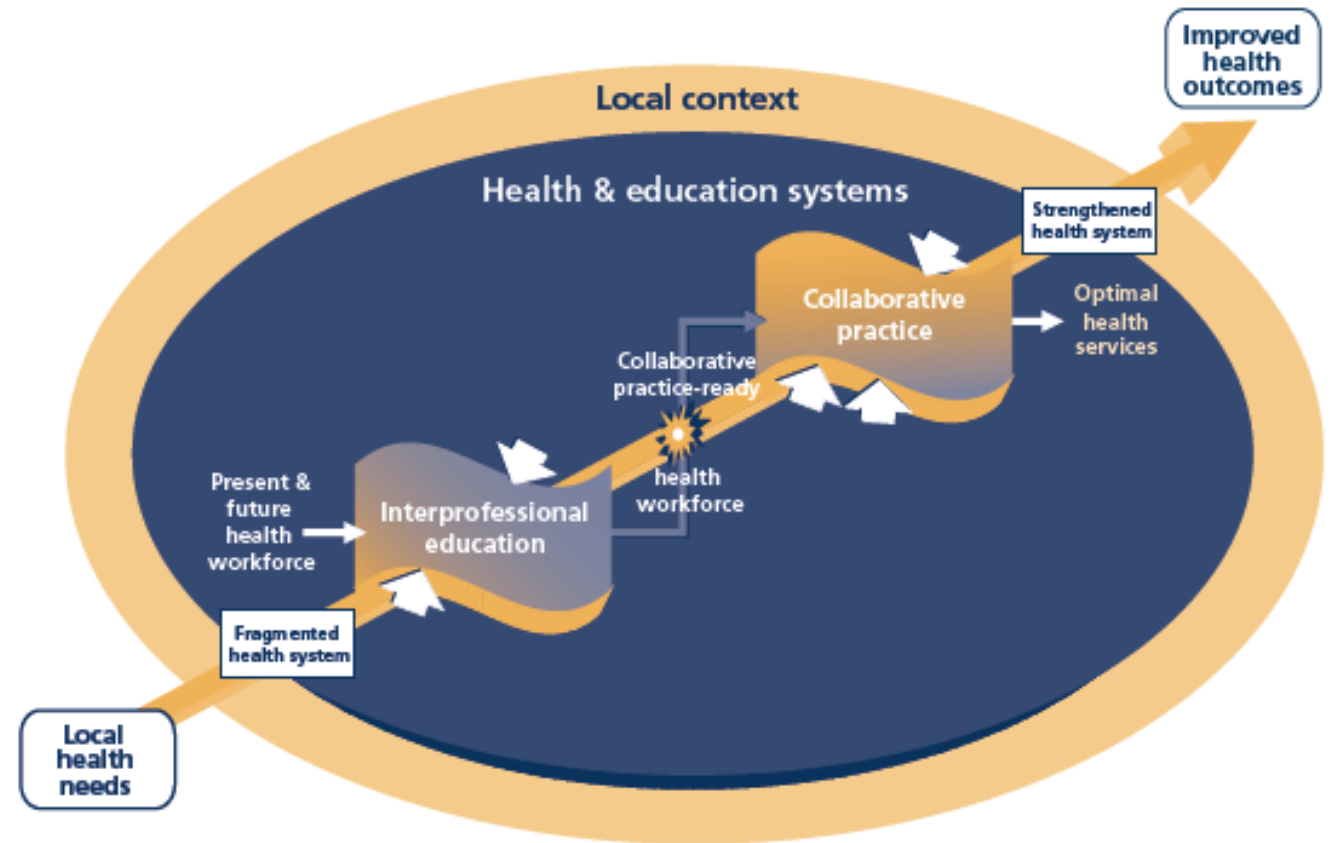 Improved
health
outcomes
Local context
Health & education systems
Strengthened
health system
Collaborative
practice
Optimal
health
services
Collaborative
practice-ready
health
workforce
Present &
future
health
workforce
Interprofessional
education
Fragmented
health system
Local
health
needs